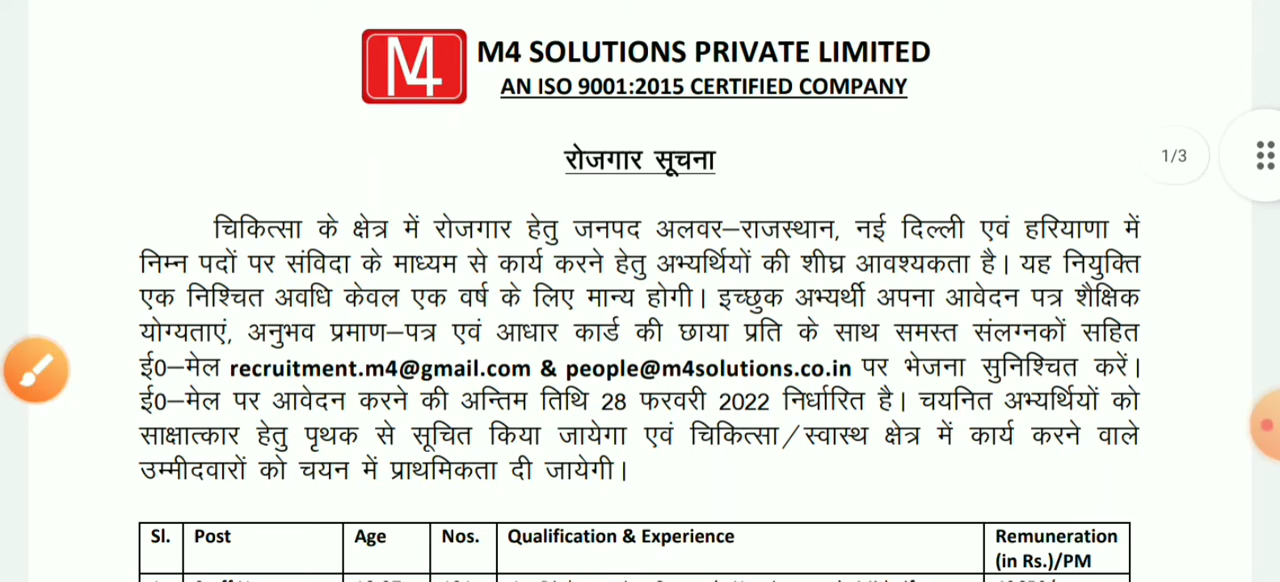 M4
M4 SOLUTIONS PRIVATE LIMITED
AN ISO 9001:2015 CERTIFIED COMPANY
रोजगार सूचना
1/3
चिकित्सा के क्षेत्र में रोजगार हेतु जनपद अलवर–राजस्थान, नई दिल्ली एवं हरियाणा में
निम्न पदों पर संविदा के माध्यम से कार्य करने हेतु अभ्यर्थियों की शीघ्र आवश्यकता है। यह नियुक्ति
एक निश्चित अवधि केवल एक वर्ष के लिए मान्य होगी। इच्छुक अभ्यर्थी अपना आवेदन पत्र शैक्षिक
योग्यताएं, अनुभव प्रमाण–पत्र एवं आधार कार्ड की छाया प्रति के साथ समस्त संलग्नकों सहित
ई0–मेल recruitment.m4@gmail.com & people@m4solutions.co.in पर भेजना सुनिश्चित करें।
ई0–मेल पर आवेदन करने की अन्तिम तिथि 28 फरवरी 2022 निर्धारित है। चयनित अभ्यर्थियों को
साक्षात्कार हेतु पृथक से सूचित किया जायेगा एवं चिकित्सा/स्वास्थ क्षेत्र में कार्य करने वाले
उम्मीदवारों को चयन में प्राथमिकता दी जायेगी।
Sl. Post Age Nos. Qualification & Experience Remuneration
(in Rs.)/PM